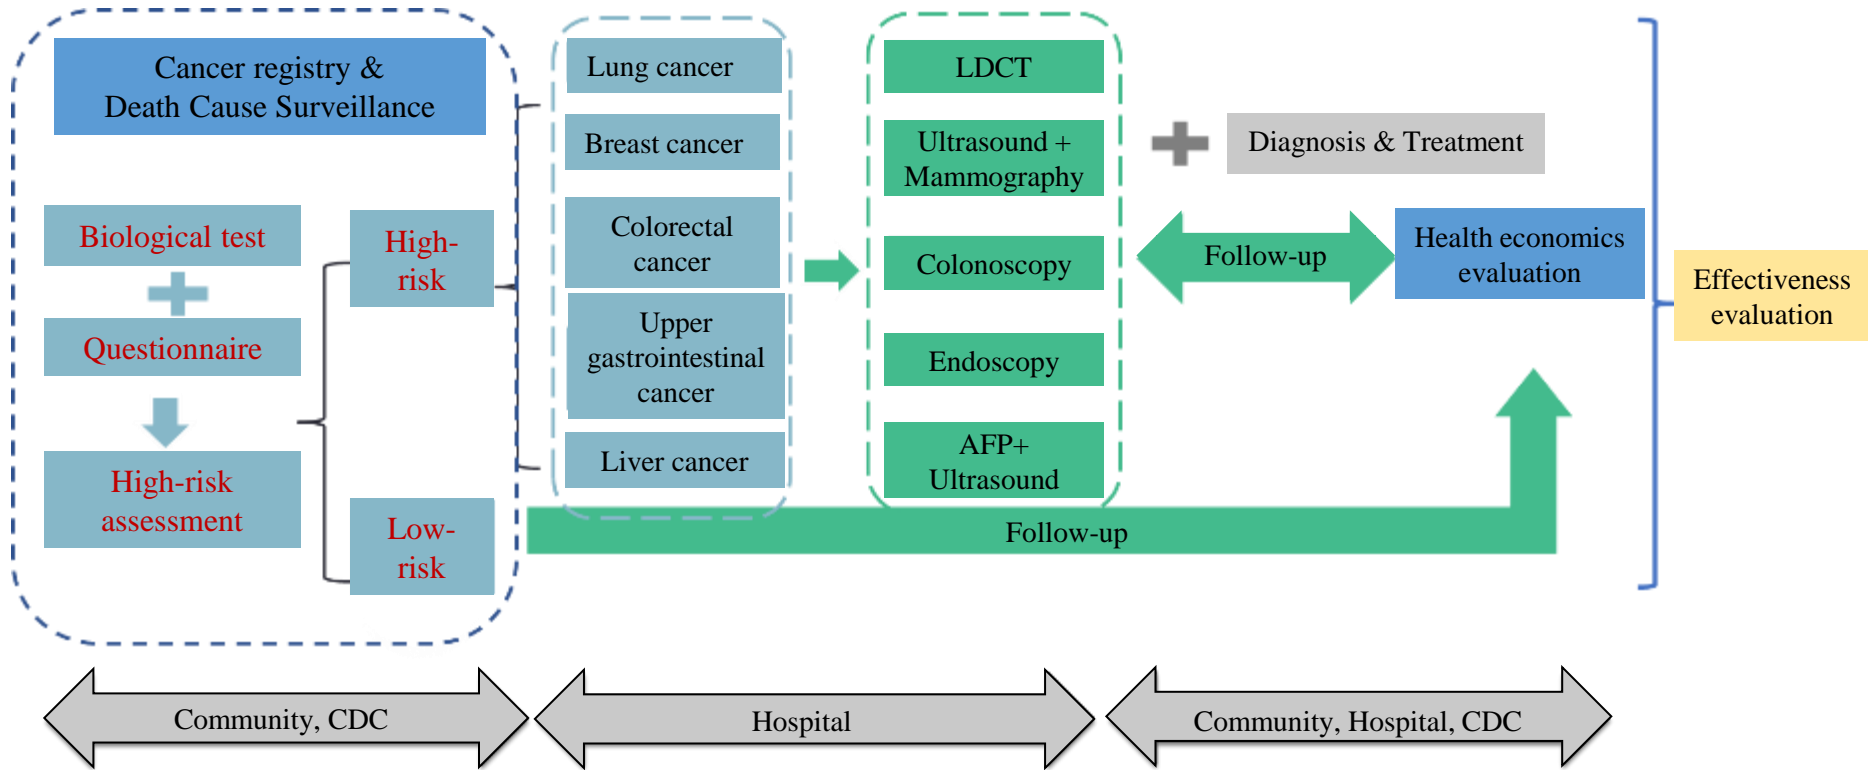 Cancer registry &
Death Cause Surveillance
Biological test
Questionnaire
High-risk
assessment
High-
risk
Low-
risk
Lung cancer
Breast cancer
Colorectal
cancer
Upper
gastrointestinal
cancer
Liver cancer
LDCT
Ultrasound +
Mammography
Colonoscopy
Endoscopy
AFP+
Ultrasound
Diagnosis & Treatment
Follow-up
Health economics
evaluation
Follow-up
Effectiveness
evaluation
Community, CDC
Hospital
Community, Hospital, CDC